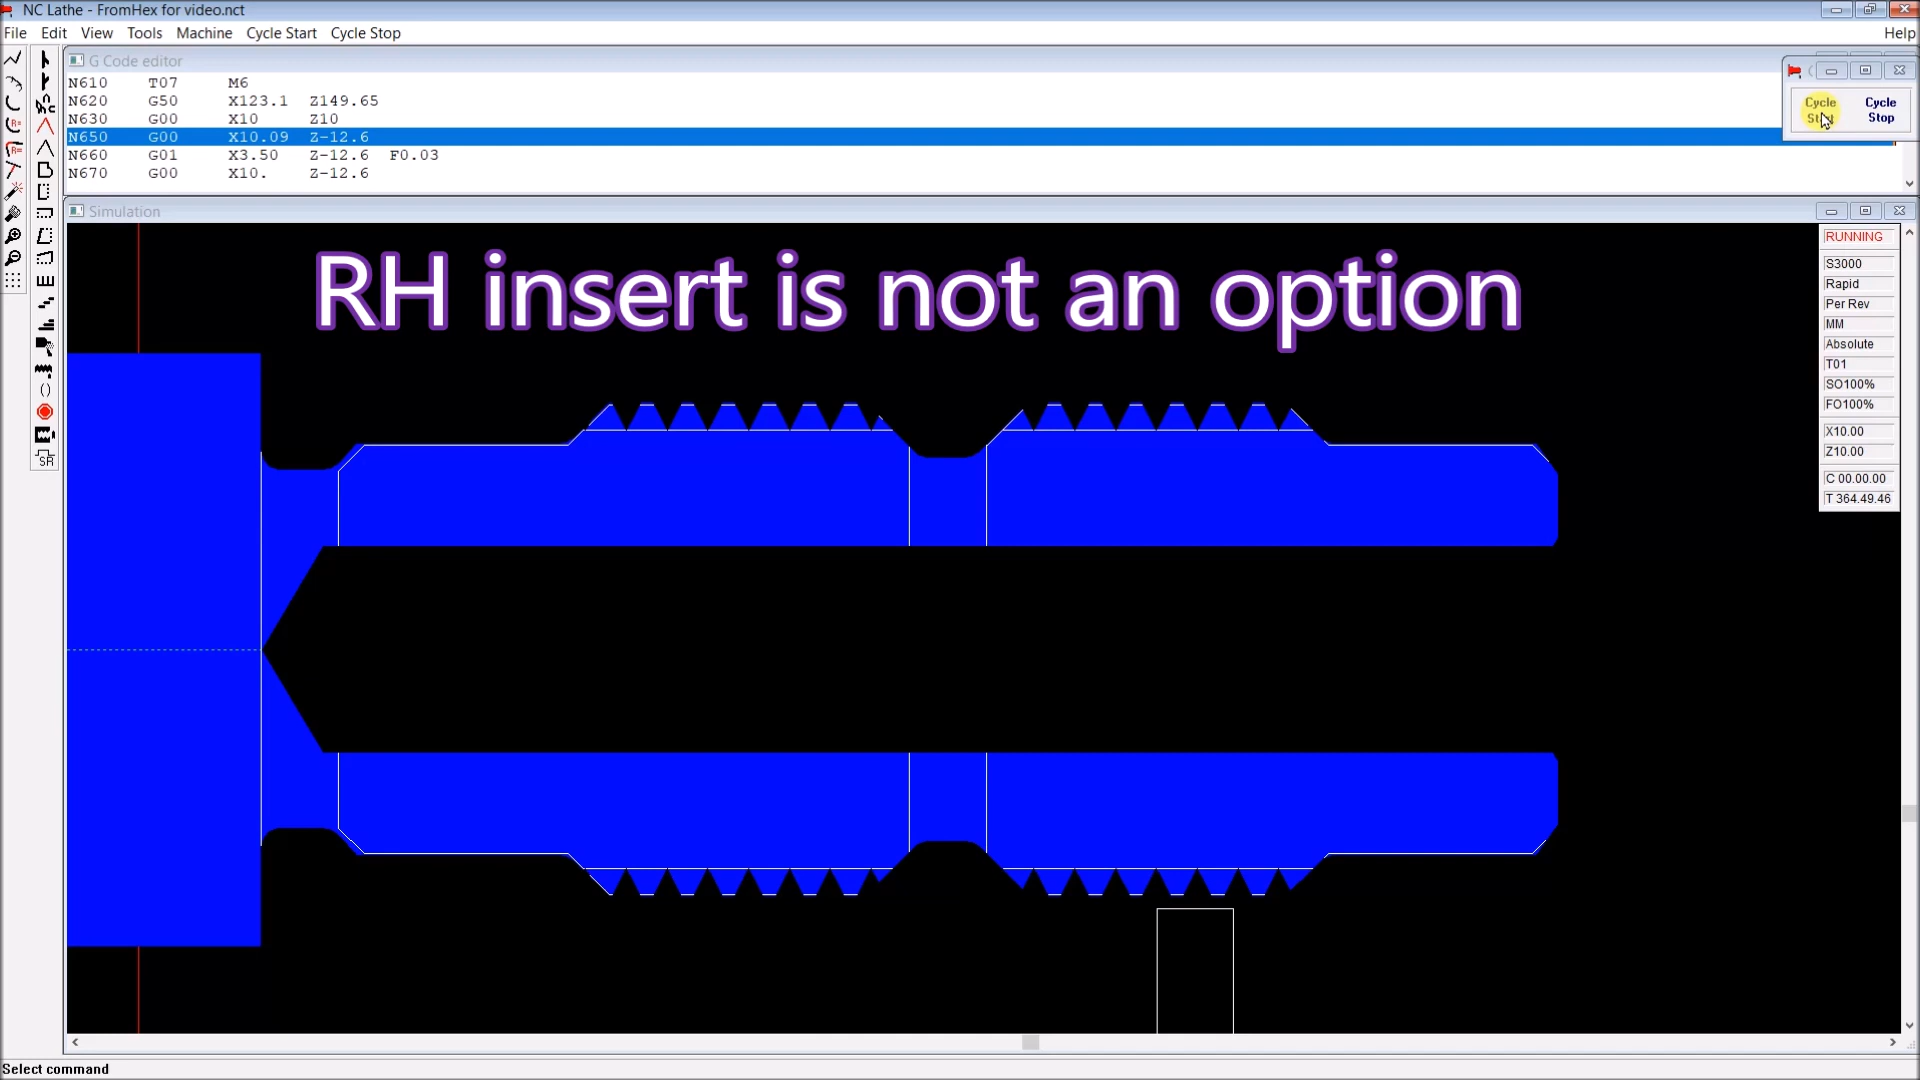 NC Lathe - FromHex for video.nct
File Edit View Tools Machine Cycle Start Cycle Stop Help
G Code editor
N610 T07 M6
N620 G50 X123.1 Z149.65
N630 G00 X10 Z10
N650 G00 X10.09 Z-12.6
N660 G01 X3.50 Z-12.6 F0.03
N670 G00 X10. Z-12.6
Cycle Start
Cycle Stop
Simulation
RH insert is not an option
RUNNING
S3000
Rapid
Per Rev
MM
Absolute
T01
SO100%
FO100%
X10.00
Z10.00
C 00.00.00
T 364.49.46
R=
R=
( )
SR
Select command